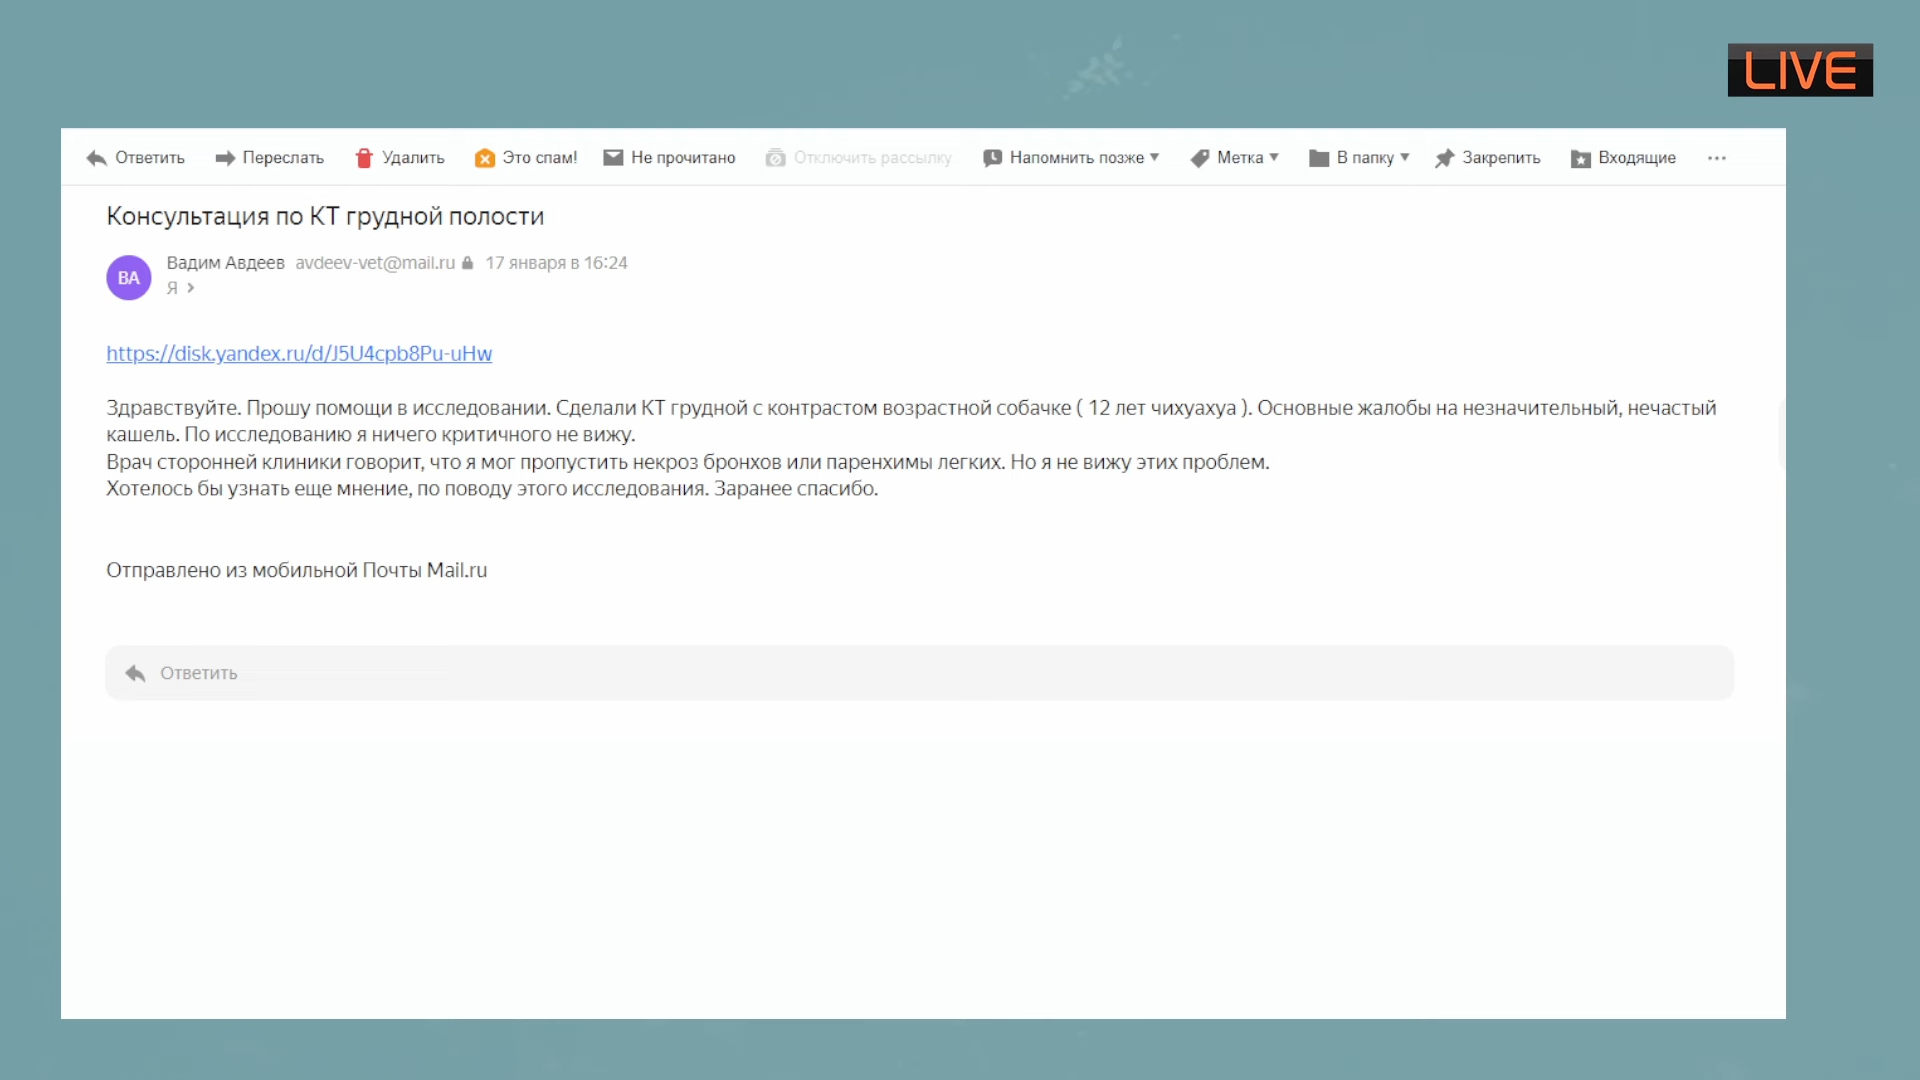 LIVE
Ответить Переслать Удалить Это спам! Не прочитано Отключить рассылку Напомнить позже Метка В папку Закрепить Входящие
Консультация по КТ грудной полости
ВА Вадим Авдеев avdeev-vet@mail.ru 17 января в 16:24
Я
https://disk.yandex.ru/d/J5U4cpb8Pu-uHw
Здравствуйте. Прошу помощи в исследовании. Сделали КТ грудной с контрастом возрастной собачке ( 12 лет чихуахуа ). Основные жалобы на незначительный, нечастый
кашель. По исследованию я ничего критичного не вижу.
Врач сторонней клиники говорит, что я мог пропустить некроз бронхов или паренхимы легких. Но я не вижу этих проблем.
Хотелось бы узнать еще мнение, по поводу этого исследования. Заранее спасибо.
Отправлено из мобильной Почты Mail.ru
Ответить